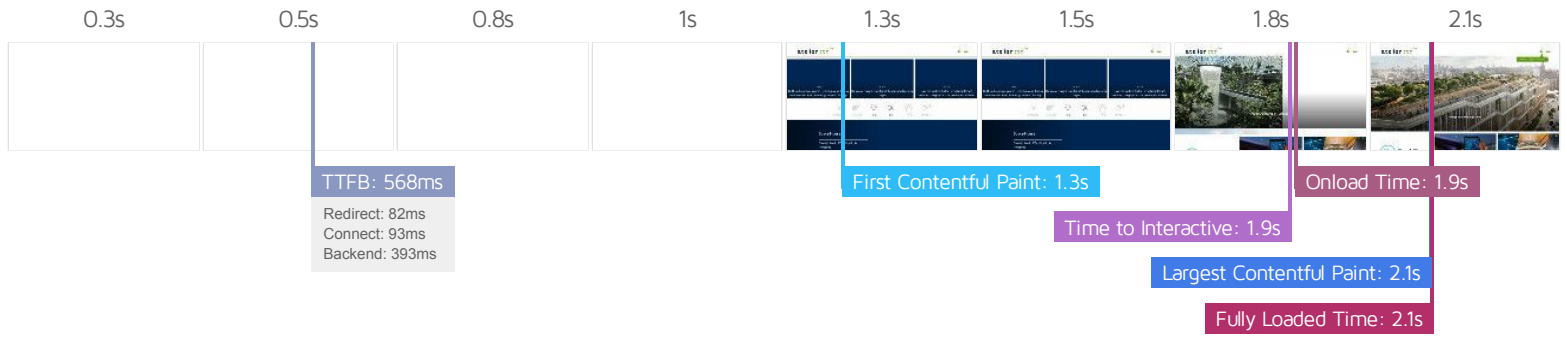 0.3s
0.5s
0.8s
1s
1.3s
1.5s
1.8s
2.1s
TTFB: 568ms
Redirect: 82ms
Connect: 93ms
Backend: 393ms
First Contentful Paint: 1.3s
Onload Time: 1.9s
Time to Interactive: 1.9s
Largest Contentful Paint: 2.1s
Fully Loaded Time: 2.1s